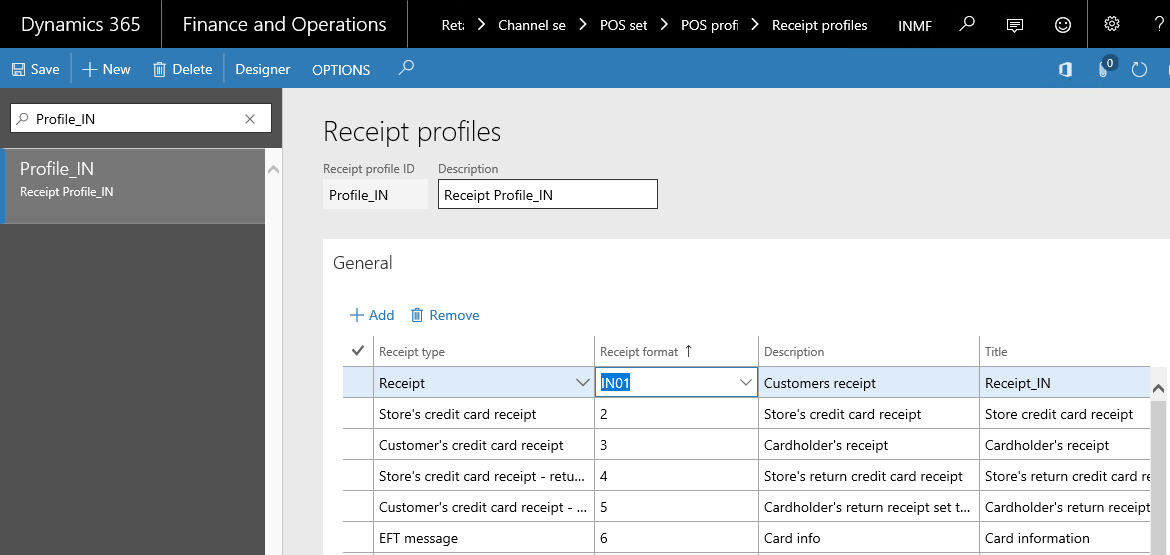 Dynamics 365 Finance and Operations Reta Channel se POS set POS profi Receipt profiles INMF ?
Save New Delete Designer OPTIONS 0
Profile_IN
Profile_IN
Receipt Profile_IN
Receipt profiles
Receipt profile ID Description
Profile_IN Receipt Profile_IN
General
Add Remove
Receipt type Receipt format Description Title
Receipt IN01 Customers receipt Receipt_IN
Store's credit card receipt 2 Store's credit card receipt Store credit card receipt
Customer's credit card receipt 3 Cardholder's receipt Cardholder's receipt
Store's credit card receipt - retu... 4 Store's return credit card receipt Store's return credit card re
Customer's credit card receipt - ... 5 Cardholder's return receipt set t... Cardholder's return receipt
EFT message 6 Card info Card information